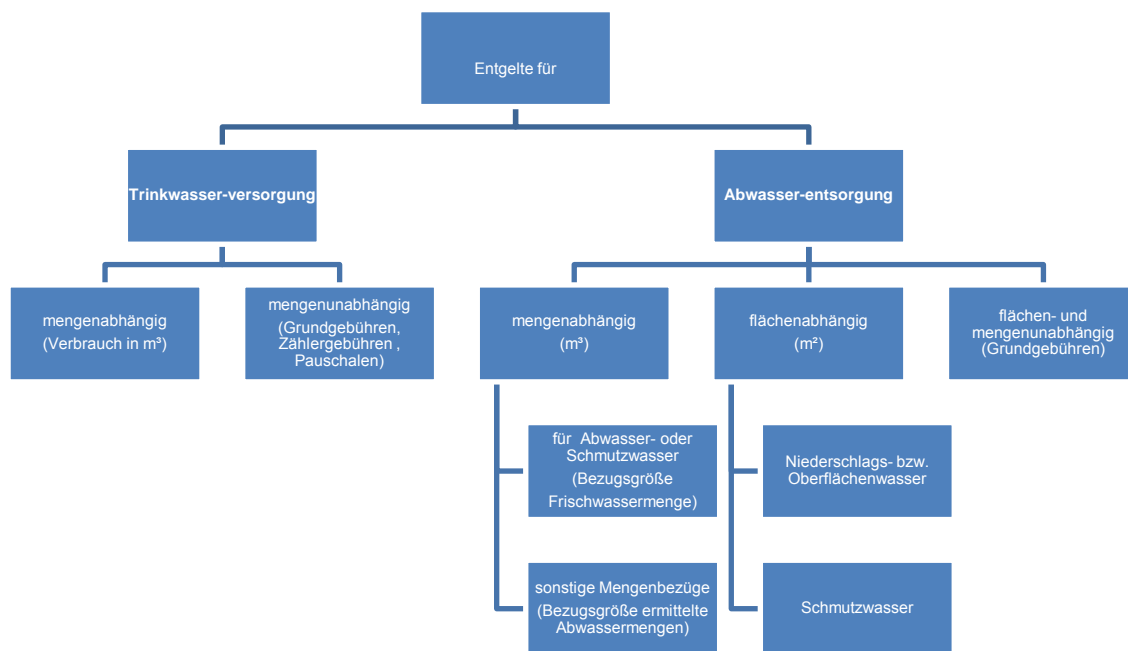 Entgelte für
Trinkwasser-versorgung
Abwasser-entsorgung
mengenabhängig
(Verbrauch in m³)
mengenunabhängig
(Grundgebühren,
Zählergebühren ,
Pauschalen)
mengenabhängig
(m³)
flächenabhängig
(m²)
flächen- und
mengenunabhängig
(Grundgebühren)
für Abwasser- oder
Schmutzwasser
(Bezugsgröße
Frischwassermenge)
Niederschlags- bzw.
Oberflächenwasser
sonstige Mengenbezüge
(Bezugsgröße ermittelte
Abwassermengen)
Schmutzwasser